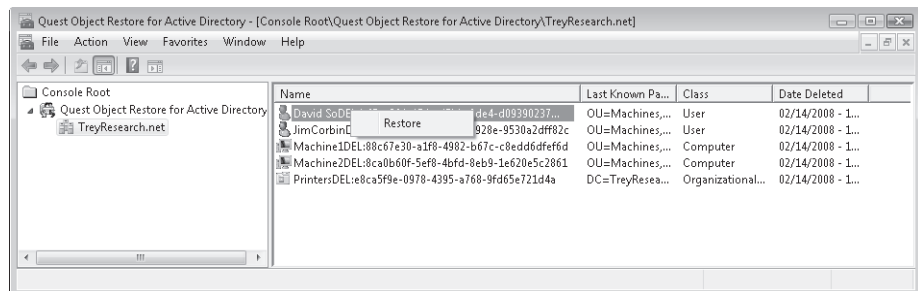 Quest Object Restore for Active Directory - [Console Root\Quest Object Restore for Active Directory\TreyResearch.net]
File Action View Favorites Window Help
Console Root
Quest Object Restore for Active Directory
TreyResearch.net
Name Last Known Pa... Class Date Deleted
David SoDEL: de4-d09390237... OU=Machines,... User 02/14/2008 - 1...
Restore
JimCorbin 928e-9530a2dff82c OU=Machines,... User 02/14/2008 - 1...
Machine1DEL:88c67e30-a1f8-4982-b67c-c8edd6dfef6d OU=Machines,... Computer 02/14/2008 - 1...
Machine2DEL:8ca0b60f-5ef8-4bfd-8eb9-1e620e5c2861 OU=Machines,... Computer 02/14/2008 - 1...
PrintersDEL:e8ca5f9e-0978-4395-a768-9fd65e721d4a DC=TreyResea... Organizational... 02/14/2008 - 1...